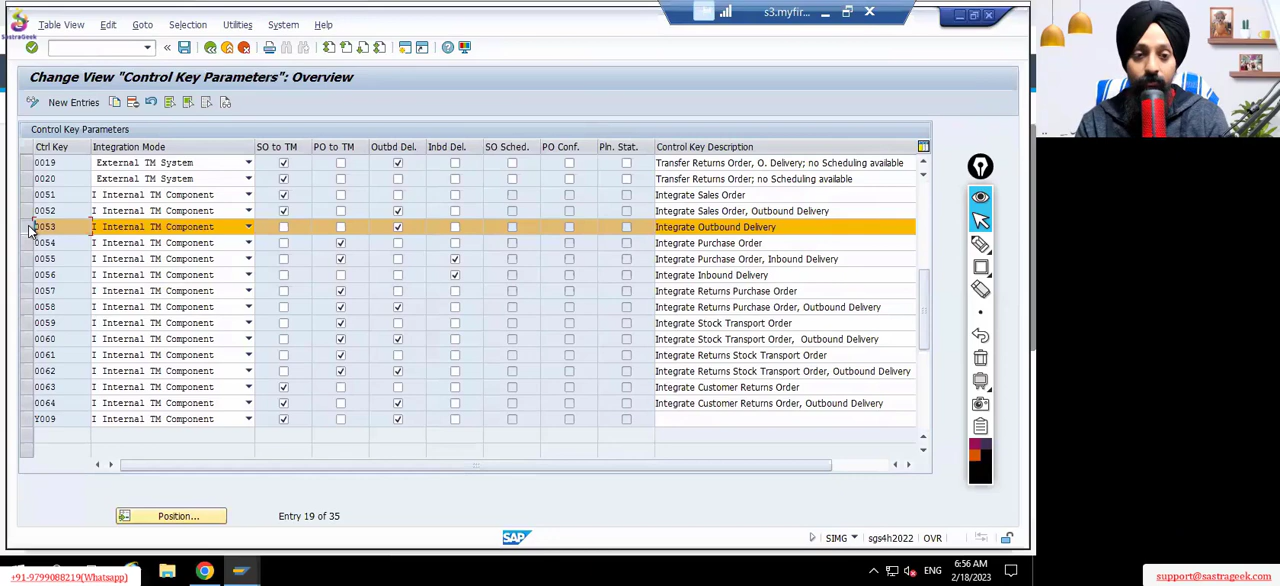 Table View Edit Goto Selection Utilities System Help
s3.myfir...
SastraGeek
Change View "Control Key Parameters": Overview
New Entries
Control Key Parameters
Ctrl Key Integration Mode SO to TM PO to TM Outbd Del. Inbd Del. SO Sched. PO Conf. Pln. Stat. Control Key Description
0019 External TM System Transfer Returns Order, O. Delivery; no Scheduling available
0020 External TM System Transfer Returns Order; no Scheduling available
0051 I Internal TM Component Integrate Sales Order
0052 I Internal TM Component Integrate Sales Order, Outbound Delivery
0053 I Internal TM Component Integrate Outbound Delivery
0054 I Internal TM Component Integrate Purchase Order
0055 I Internal TM Component Integrate Purchase Order, Inbound Delivery
0056 I Internal TM Component Integrate Inbound Delivery
0057 I Internal TM Component Integrate Returns Purchase Order
0058 I Internal TM Component Integrate Returns Purchase Order, Outbound Delivery
0059 I Internal TM Component Integrate Stock Transport Order
0060 I Internal TM Component Integrate Stock Transport Order, Outbound Delivery
0061 I Internal TM Component Integrate Returns Stock Transport Order
0062 I Internal TM Component Integrate Returns Stock Transport Order, Outbound Delivery
0063 I Internal TM Component Integrate Customer Returns Order
0064 I Internal TM Component Integrate Customer Returns Order, Outbound Delivery
Y009 I Internal TM Component
Position... Entry 19 of 35
SAP SIMG sgs4h2022 OVR
ENG 6:56 AM
2/18/2023
+91-9799088219(Whatsapp) support@sastrageek.com